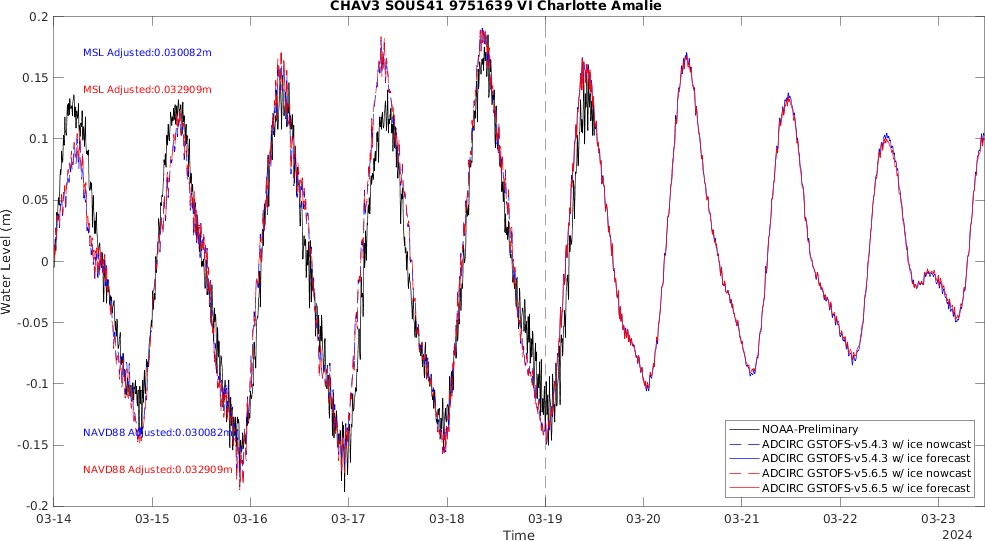 CHAV3 SOUS41 9751639 VI Charlotte Amalie
0.2
0.15
0.1
0.05
0
-0.05
-0.1
-0.15
-0.2
Water Level (m)
MSL Adjusted:0.030082m
MSL Adjusted:0.032909m
NAVD88 Adjusted:0.030082m
NAVD88 Adjusted:0.032909m
NOAA-Preliminary
ADCIRC GSTOFS-v5.4.3 w/ ice nowcast
ADCIRC GSTOFS-v5.4.3 w/ ice forecast
ADCIRC GSTOFS-v5.6.5 w/ ice nowcast
ADCIRC GSTOFS-v5.6.5 w/ ice forecast
03-14 03-15 03-16 03-17 03-18 03-19 03-20 03-21 03-22 03-23
Time
2024